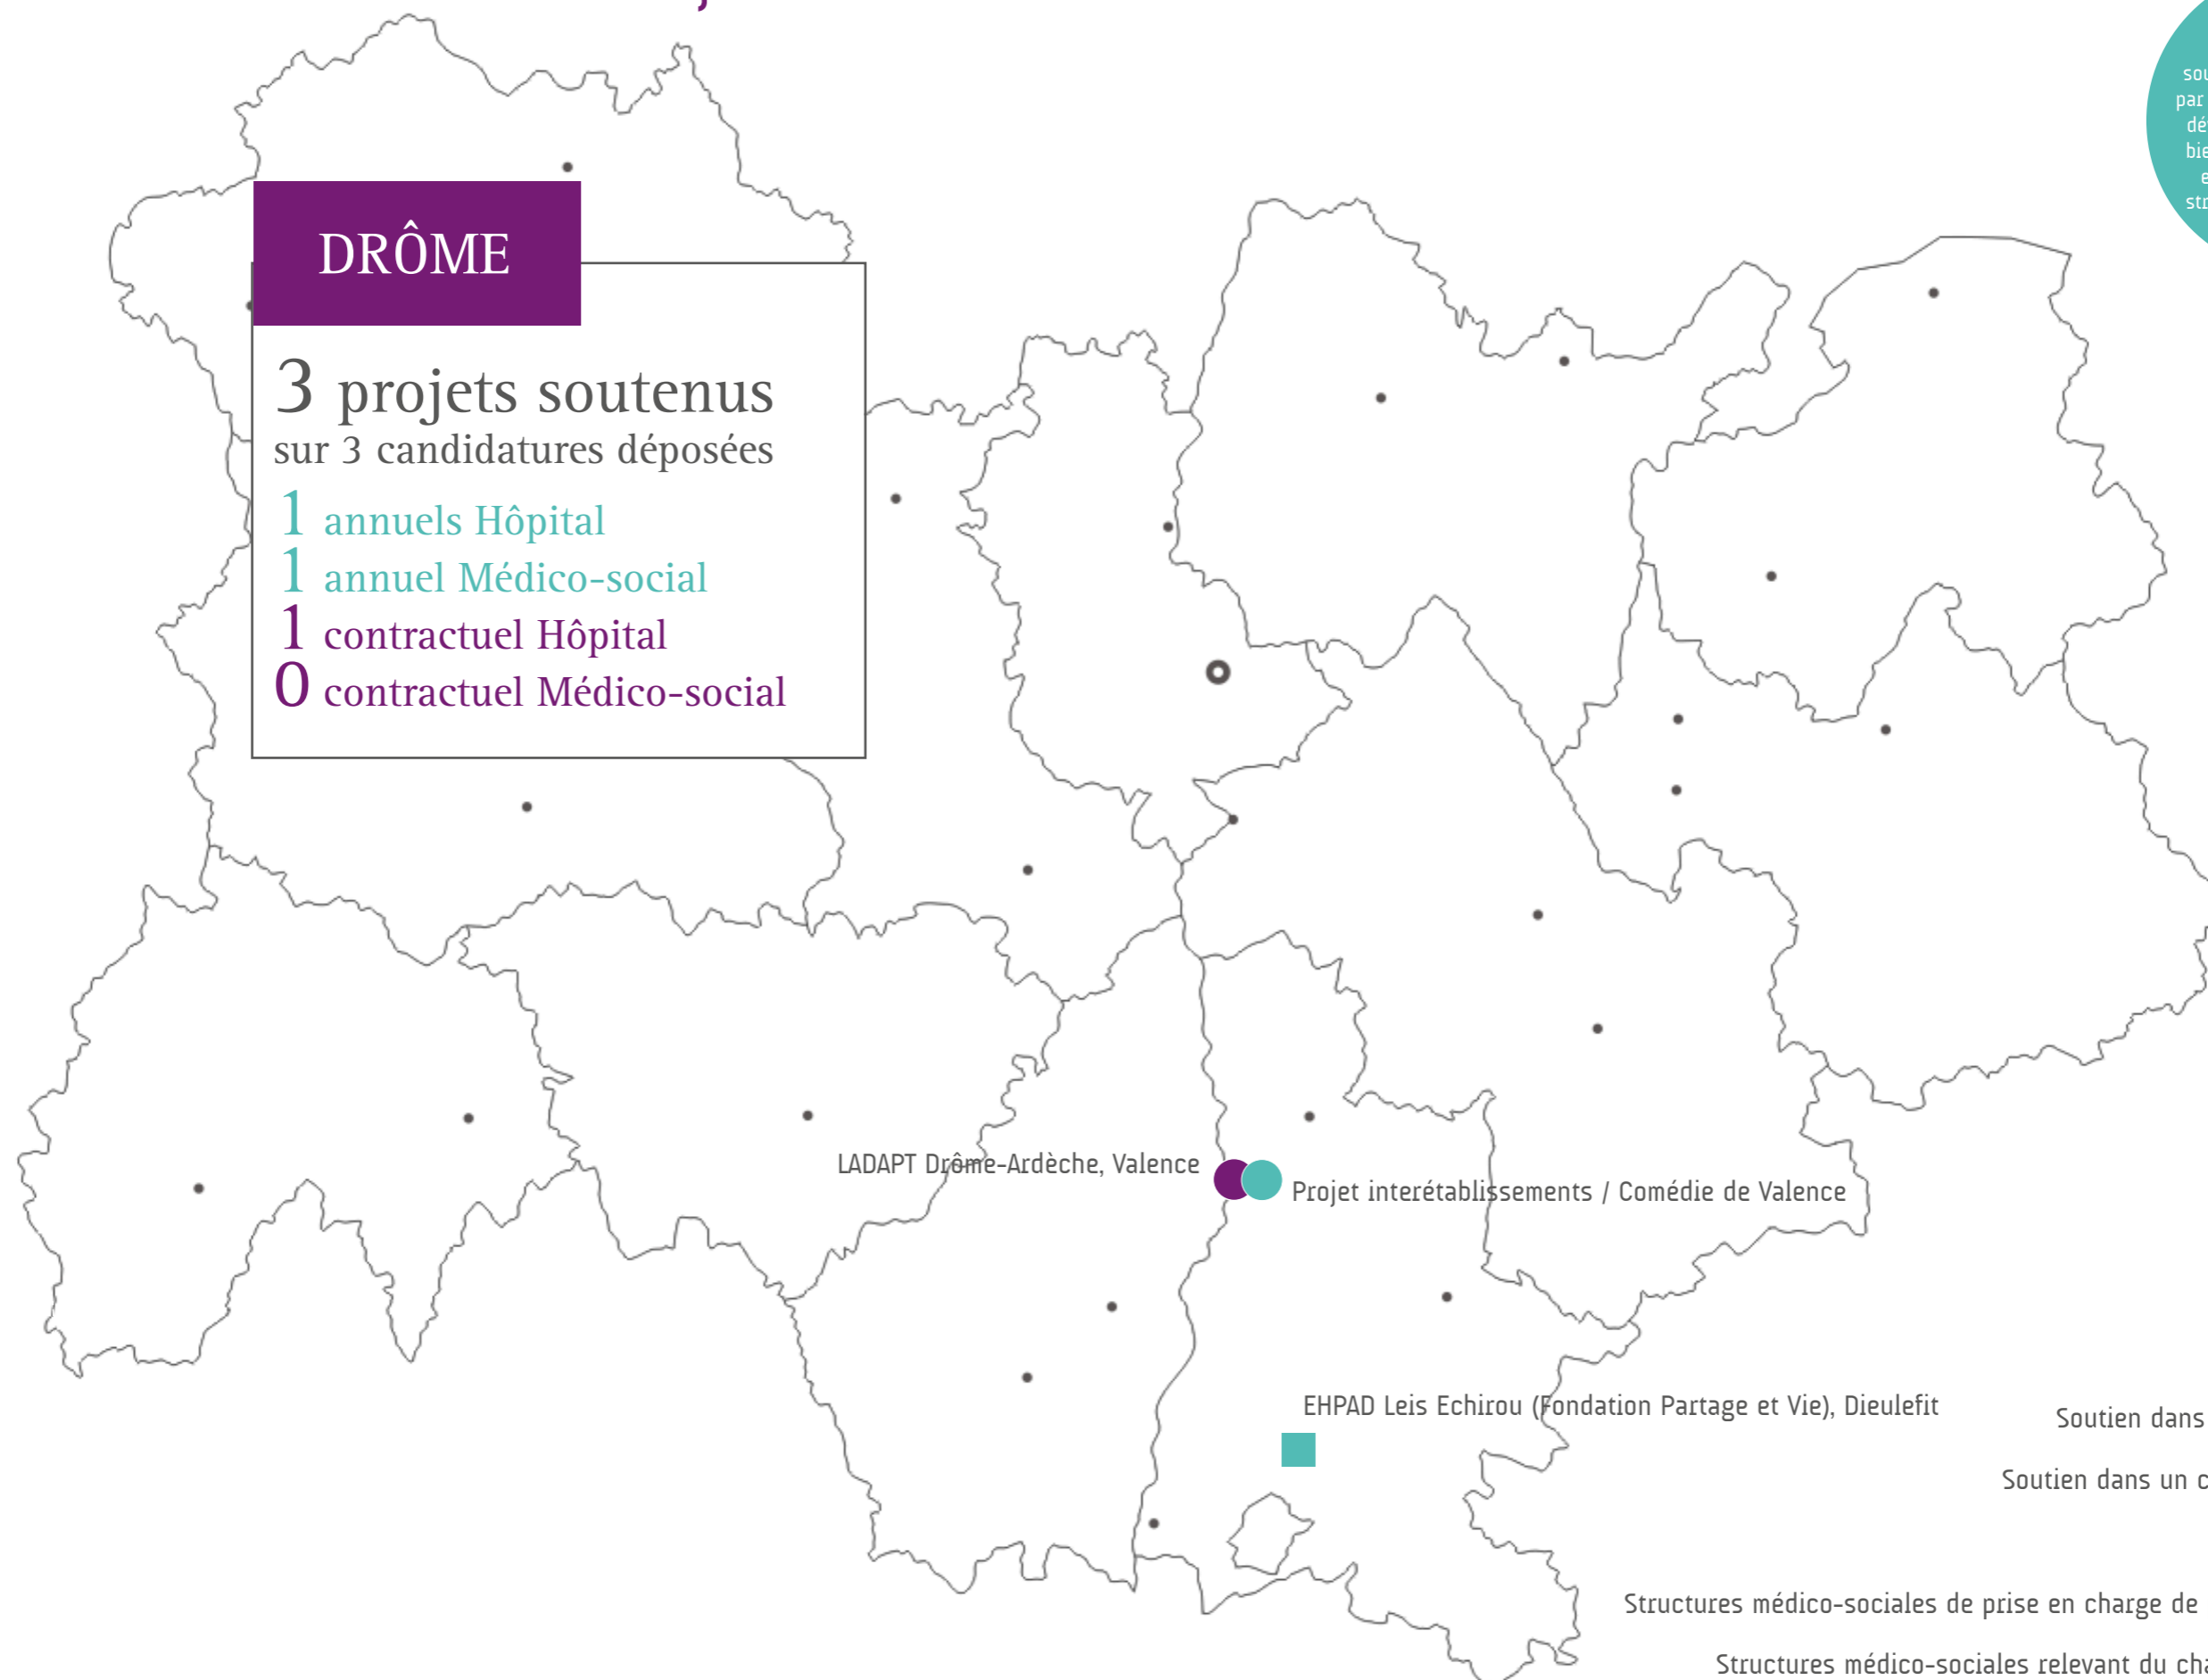 DRÔME
3 projets soutenus
sur 3 candidatures déposées
1 annuels Hôpital
1 annuel Médico-social
1 contractuel Hôpital
0 contractuel Médico-social
par
LADAPT Drôme-Ardèche, Valence
Projet interétablissements / Comédie de Valence
EHPAD Leis Echirou (Fondation Partage et Vie), Dieulefit
Soutien dans
Soutien dans un
Structures médico-sociales de prise en charge de
Structures médico-sociales relevant du